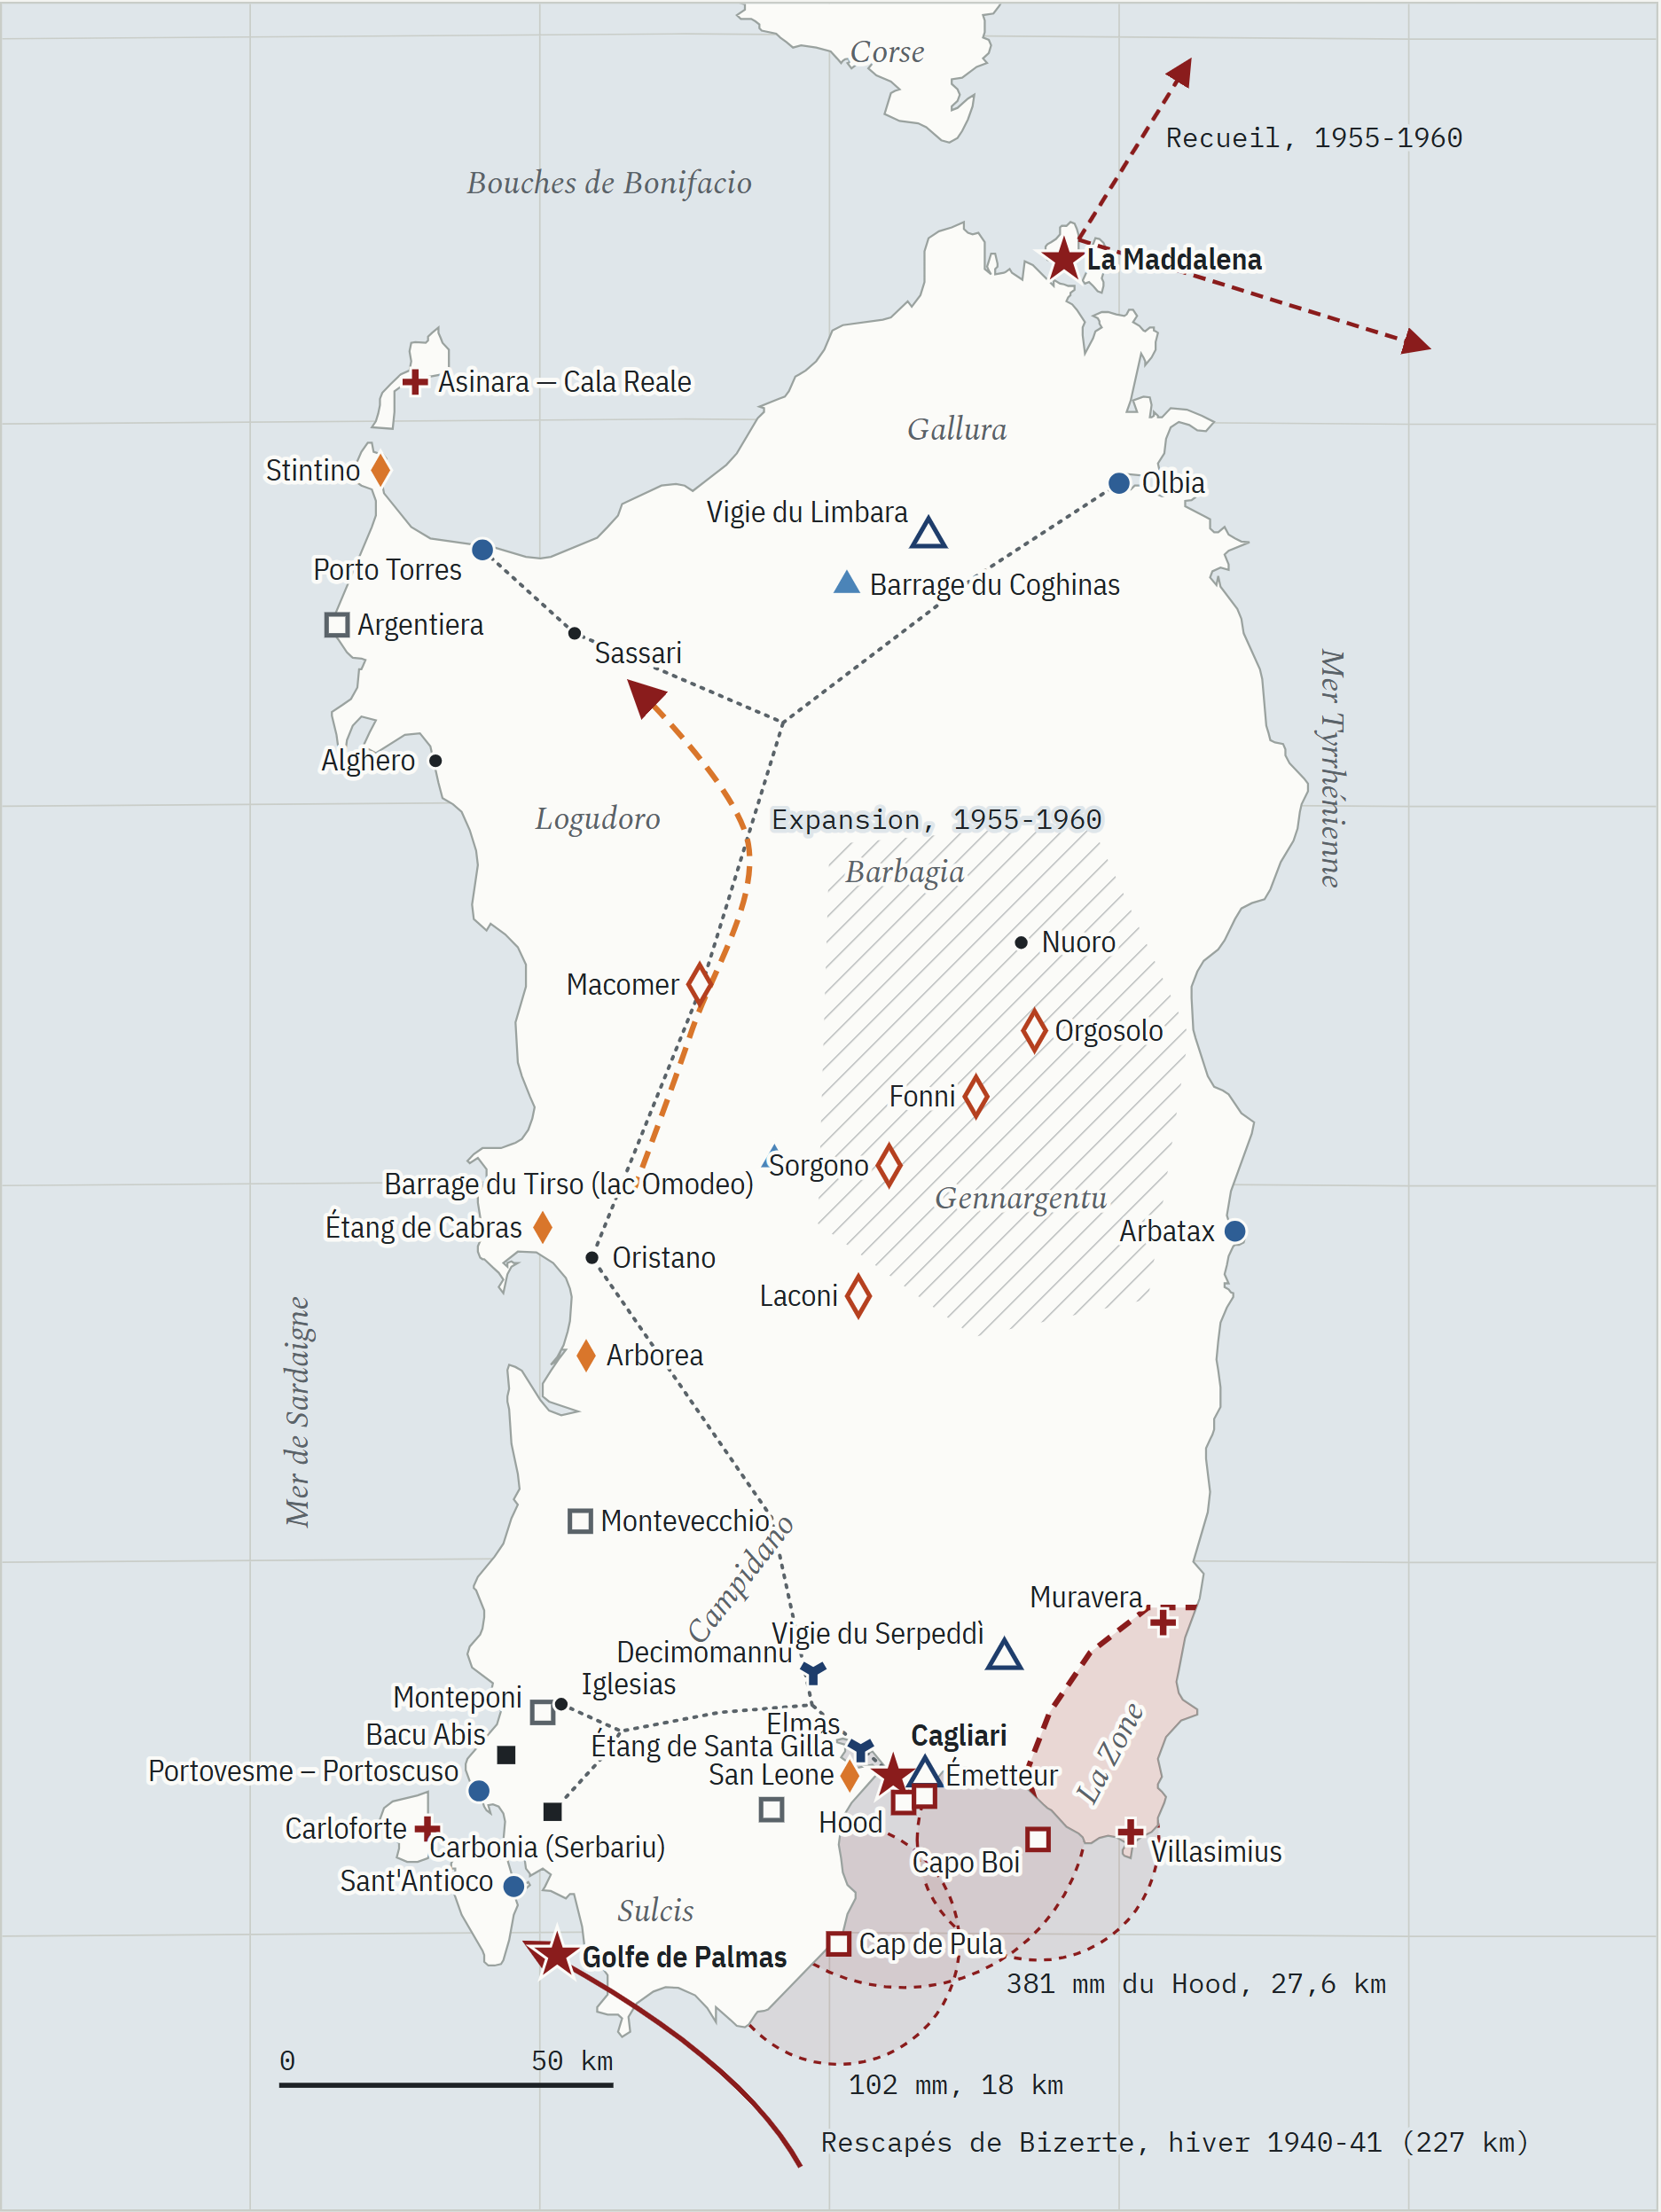 Corse
Recueil, 1955-1960
Bouches de Bonifacio
La Maddalena
Asinara — Cala Reale
Gallura
Stintino
Olbia
Vigie du Limbara
Porto Torres
Barrage du Coghinas
Argentiera
Sassari
Mer Tyrrhénienne
Alghero
Logudoro
Expansion, 1955-1960
Barbagia
Nuoro
Macomer
Orgosolo
Fonni
Sorgono
Barrage du Tirso (lac Omodeo)
Gennargentu
Étang de Cabras
Arbatax
Oristano
Laconi
Mer de Sardaigne
Arborea
Montevecchio
Campidano
Muravera
Vigie du Serpeddì
Decimomannu
Iglesias
Monteponi
Elmas
Bacu Abis
Cagliari
Étang de Santa Gilla
La Zone
Portovesme – Portoscuso
San Leone
Émetteur
Hood
Carloforte
Carbonia (Serbariu)
Capo Boi
Villasimius
Sant'Antioco
Sulcis
Cap de Pula
Golfe de Palmas
381 mm du Hood, 27,6 km
0
50 km
102 mm, 18 km
Rescapés de Bizerte, hiver 1940-41 (227 km)